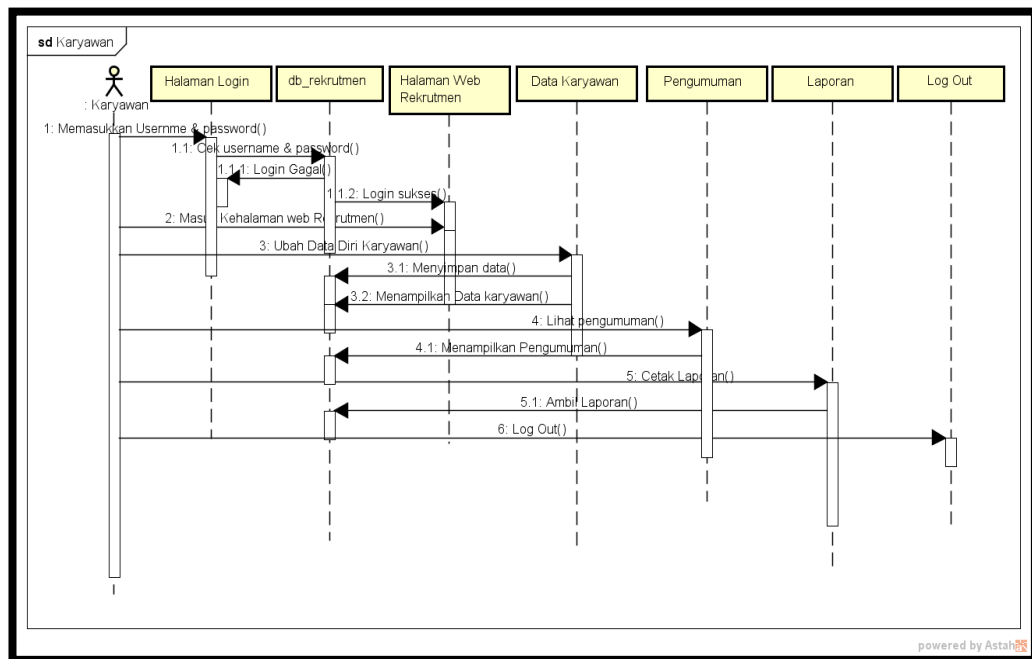 sd Karyawan
: Karyawan
Halaman Login
db_rekrutmen
Halaman Web
Rekrutmen
Data Karyawan
Pengumuman
Laporan
Log Out
1: Memasukkan Usernme & password()
1.1: Cek username & password()
1.1.1: Login Gagal()
1.1.2: Login sukses()
2: Masuk Kehalaman web Rekrutmen()
3: Ubah Data Diri Karyawan()
3.1: Menyimpan data()
3.2: Menampilkan Data karyawan()
4: Lihat pengumuman()
4.1: Menampilkan Pengumuman()
5: Cetak Laporan()
5.1: Ambil Laporan()
6: Log Out()
powered by Astah